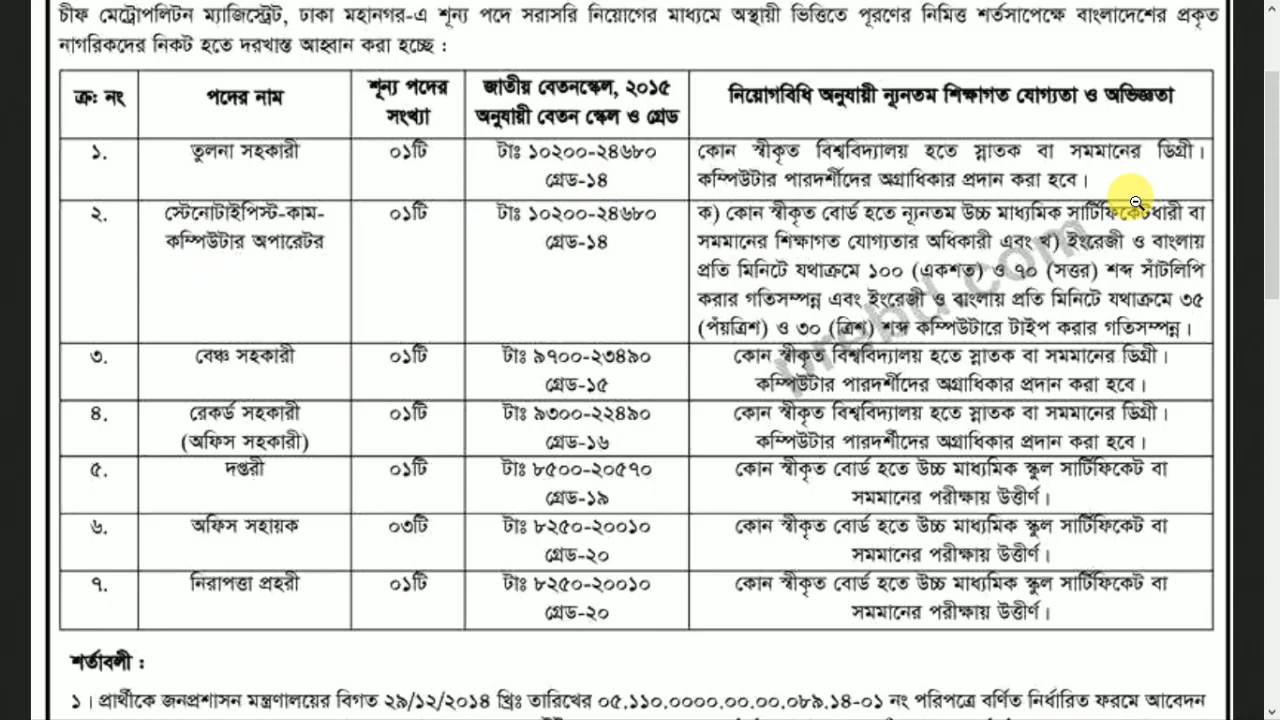 চীফ মেট্রোপলিটন ম্যাজিস্ট্রেট, ঢাকা মহানগর-এ শূন্য পদে সরাসরি নিয়োগের মাধ্যমে অস্থায়ী ভিত্তিতে পূরণের নিমিত্ত শর্তসাপেক্ষে বাংলাদেশের প্রকৃত
নাগরিকদের নিকট হতে দরখাস্ত আহ্বান করা হচ্ছে :
ক্র: নং পদের নাম শূন্য পদের সংখ্যা জাতীয় বেতনস্কেল, ২০১৫ অনুযায়ী বেতন স্কেল ও গ্রেড নিয়োগবিধি অনুযায়ী ন্যূনতম শিক্ষাগত যোগ্যতা ও অভিজ্ঞতা
১. তুলনা সহকারী ০১টি টাঃ ১০২০০-২৪৬৮০ কোন স্বীকৃত বিশ্ববিদ্যালয় হতে স্নাতক বা সমমানের ডিগ্রী।
গ্রেড-১৪ কম্পিউটার পারদর্শীদের অগ্রাধিকার প্রদান করা হবে।
২. স্টেনোটাইপিস্ট-কাম- ০১টি টাঃ ১০২০০-২৪৬৮০ ক) কোন স্বীকৃত বোর্ড হতে ন্যূনতম উচ্চ মাধ্যমিক সার্টিফিকেটধারী বা
কম্পিউটার অপারেটর গ্রেড-১৪ সমমানের শিক্ষাগত যোগ্যতার অধিকারী এবং খ) ইংরেজী ও বাংলায়
প্রতি মিনিটে যথাক্রমে ১০০ (একশত) ও ৭০ (সত্তর) শব্দ সাঁটলিপি
করার গতিসম্পন্ন এবং ইংরেজী ও বাংলায় প্রতি মিনিটে যথাক্রমে ৩৫
(পঁয়ত্রিশ) ও ৩০ (ত্রিশ) শব্দ কম্পিউটারে টাইপ করার গতিসম্পন্ন।
৩. বেঞ্চ সহকারী ০১টি টাঃ ৯৭০০-২৩৪৯০ কোন স্বীকৃত বিশ্ববিদ্যালয় হতে স্নাতক বা সমমানের ডিগ্রী।
গ্রেড-১৫ কম্পিউটার পারদর্শীদের অগ্রাধিকার প্রদান করা হবে।
৪. রেকর্ড সহকারী ০১টি টাঃ ৯৩০০-২২৪৯০ কোন স্বীকৃত বিশ্ববিদ্যালয় হতে স্নাতক বা সমমানের ডিগ্রী।
(অফিস সহকারী) গ্রেড-১৬ কম্পিউটার পারদর্শীদের অগ্রাধিকার প্রদান করা হবে।
৫. দপ্তরী ০১টি টাঃ ৮৫০০-২০৫৭০ কোন স্বীকৃত বোর্ড হতে উচ্চ মাধ্যমিক স্কুল সার্টিফিকেট বা
গ্রেড-১৯ সমমানের পরীক্ষায় উত্তীর্ণ।
৬. অফিস সহায়ক ০৩টি টাঃ ৮২৫০-২০০১০ কোন স্বীকৃত বোর্ড হতে উচ্চ মাধ্যমিক স্কুল সার্টিফিকেট বা
গ্রেড-২০ সমমানের পরীক্ষায় উত্তীর্ণ।
৭. নিরাপত্তা প্রহরী ০১টি টাঃ ৮২৫০-২০০১০ কোন স্বীকৃত বোর্ড হতে উচ্চ মাধ্যমিক স্কুল সার্টিফিকেট বা
গ্রেড-২০ সমমানের পরীক্ষায় উত্তীর্ণ।
শর্তাবলী :
১। প্রার্থীকে জনপ্রশাসন মন্ত্রণালয়ের বিগত ২৯/১২/২০১৪ খ্রিঃ তারিখের ০৫.১১০.০০০০.০০.০০.০৮৯.১৪-০১ নং পরিপত্রে বর্ণিত নির্ধারিত ফরমে আবেদন